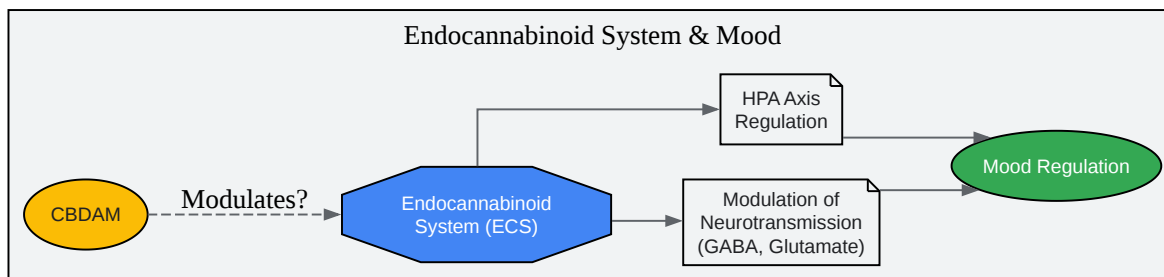 Endocannabinoid System & Mood
HPA Axis
Regulation
Mood Regulation
CBDAM
Modulates?
Endocannabinoid
System (ECS)
Modulation of
Neurotransmission
(GABA, Glutamate)